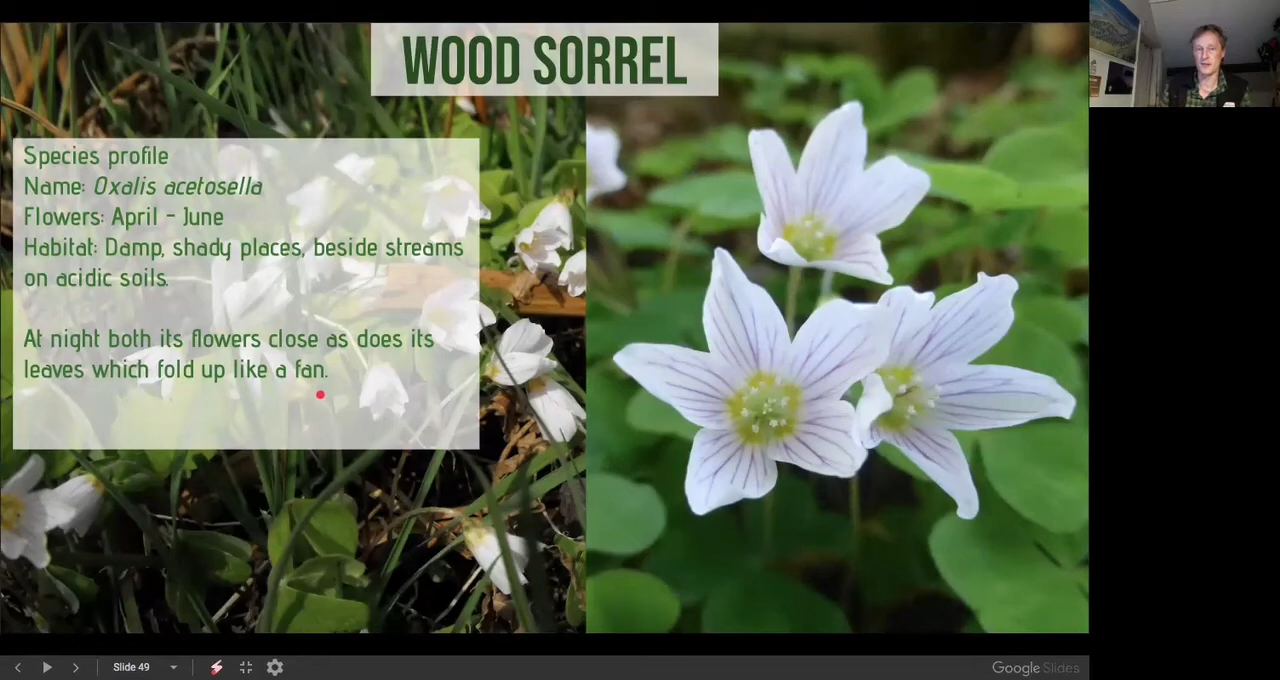 WOOD SORREL
Species profile
Name: Oxalis acetosella
Flowers: April - June
Habitat: Damp, shady places, beside streams
on acidic soils.
At night both its flowers close as does its
leaves which fold up like a fan.
Slide 49
Google Slides